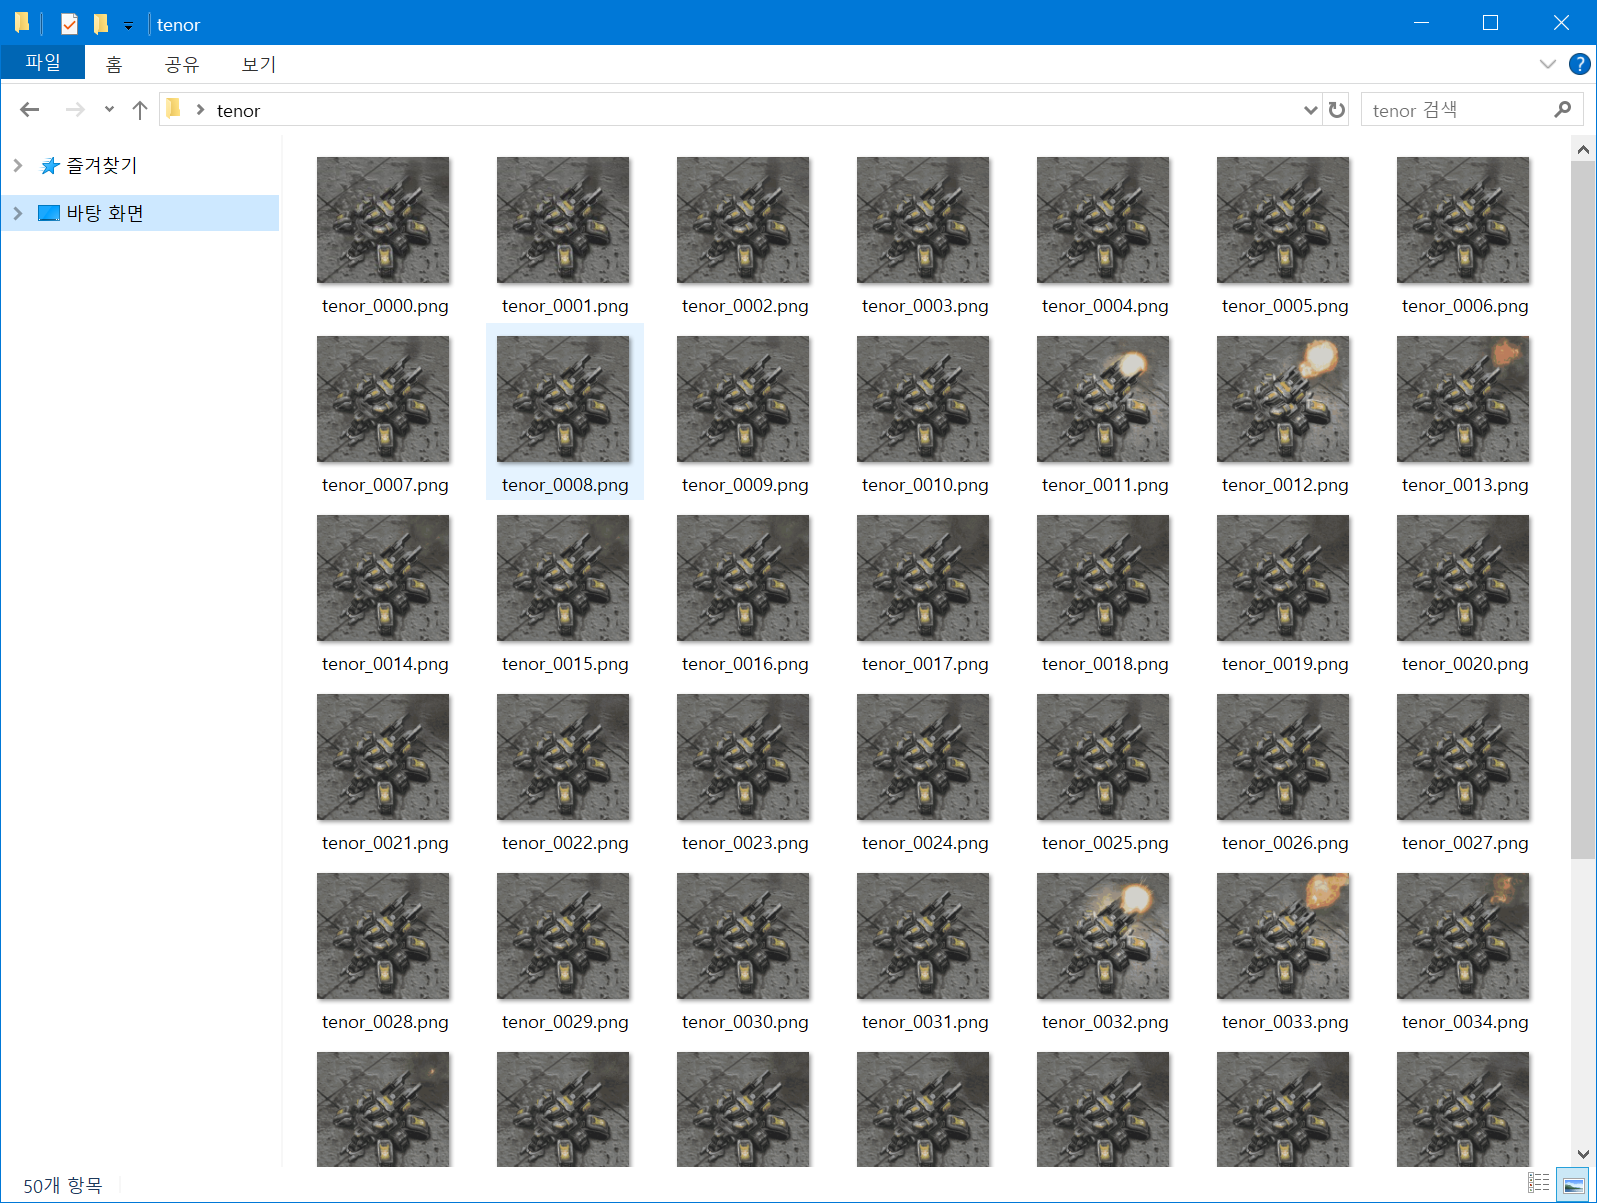 tenor
파일 홈 공유 보기
tenor tenor 검색
즐겨찾기
바탕 화면
tenor_0000.png tenor_0001.png tenor_0002.png tenor_0003.png tenor_0004.png tenor_0005.png tenor_0006.png
tenor_0007.png tenor_0008.png tenor_0009.png tenor_0010.png tenor_0011.png tenor_0012.png tenor_0013.png
tenor_0014.png tenor_0015.png tenor_0016.png tenor_0017.png tenor_0018.png tenor_0019.png tenor_0020.png
tenor_0021.png tenor_0022.png tenor_0023.png tenor_0024.png tenor_0025.png tenor_0026.png tenor_0027.png
tenor_0028.png tenor_0029.png tenor_0030.png tenor_0031.png tenor_0032.png tenor_0033.png tenor_0034.png
50개 항목